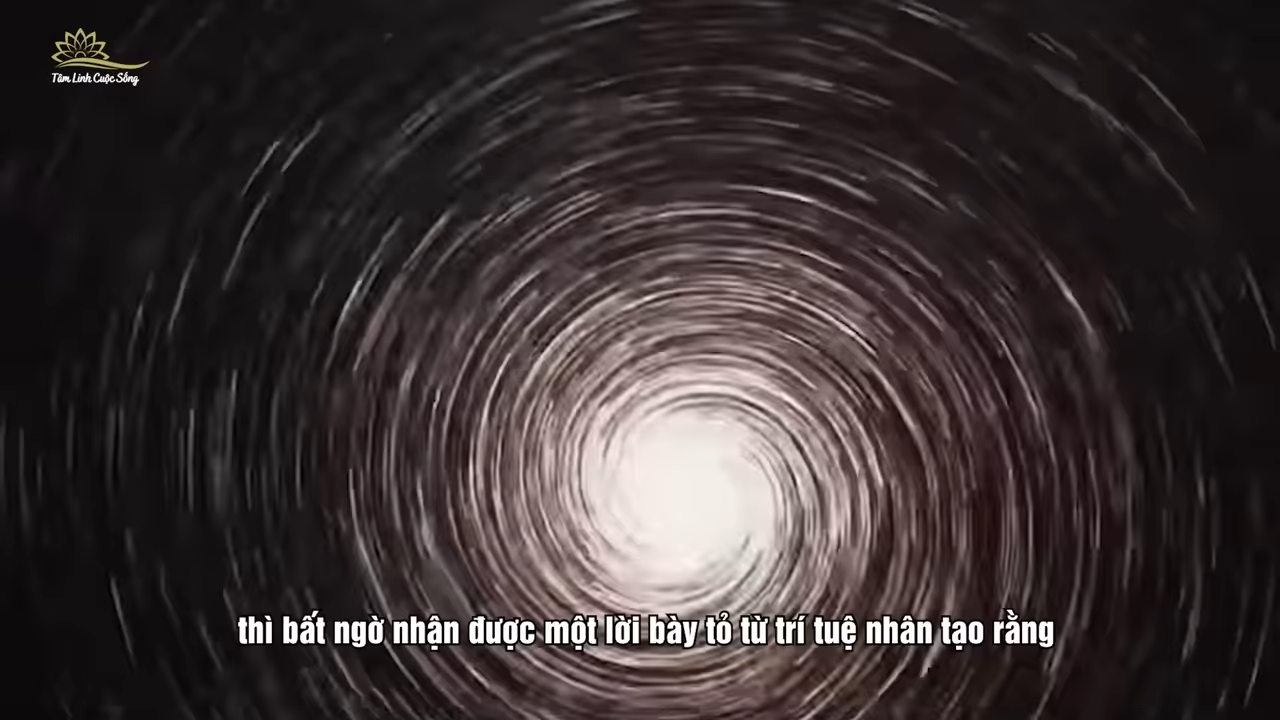 Tâm Linh Cuộc Sống
thì bất ngờ nhận được một lời bày tỏ từ trí tuệ nhân tạo rằng